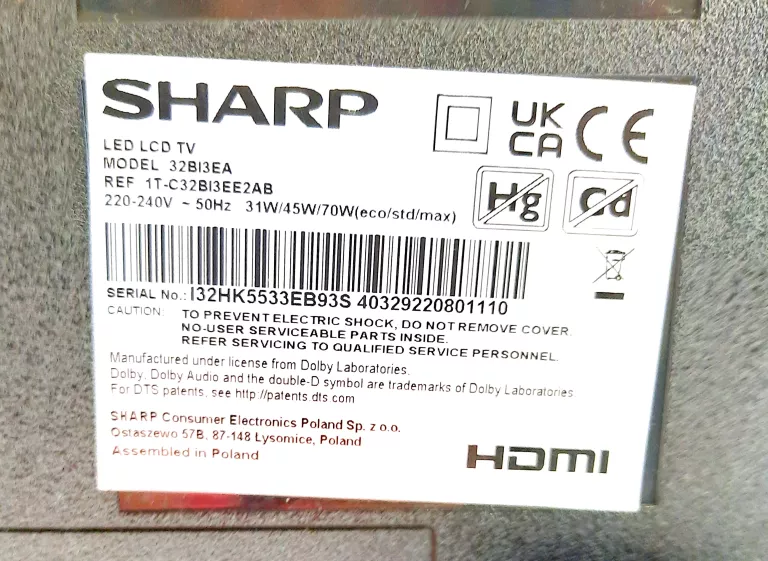 SHARP
LED LCD TV
MODEL 32BI3EA
REF 1T-C32BI3EE2AB
220-240V ~ 50Hz 31W/45W/70W(eco/std/max)
UK
CA
CE
Hg
Cd
SERIAL No.: I32HK5533EB93S 40329220801110
CAUTION: TO PREVENT ELECTRIC SHOCK, DO NOT REMOVE COVER.
NO-USER SERVICEABLE PARTS INSIDE.
REFER SERVICING TO QUALIFIED SERVICE PERSONNEL.
Manufactured under license from Dolby Laboratories.
Dolby, Dolby Audio and the double-D symbol are trademarks of Dolby Laboratories
For DTS patents, see http://patents.dts.com
SHARP Consumer Electronics Poland Sp. z o.o.
Ostaszewo 57B, 87-148 Lysomice, Poland
Assembled in Poland
HDMI